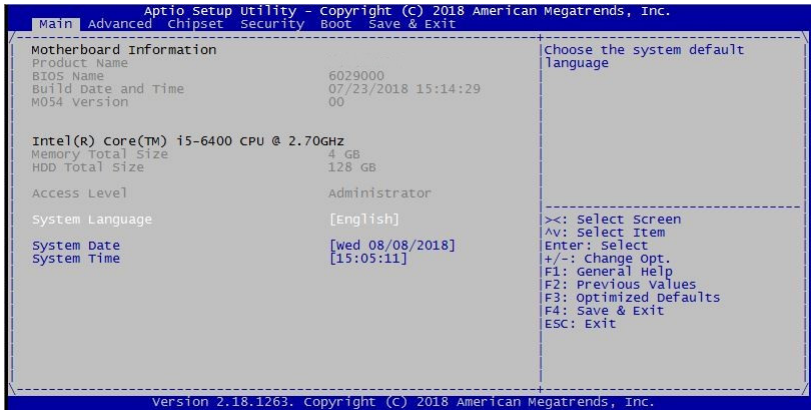 Aptio Setup Utility - Copyright (C) 2018 American Megatrends, Inc.
Main Advanced Chipset Security Boot Save & Exit
Motherboard Information
Product Name
BIOS Name 6029000
Build Date and Time 07/23/2018 15:14:29
M054 Version 00
Intel(R) Core(TM) i5-6400 CPU @ 2.70GHz
Memory Total Size 4 GB
HDD Total Size 128 GB
Access Level Administrator
System Language [English]
System Date [Wed 08/08/2018]
System Time [15:05:11]
Choose the system default
language
><: Select Screen
^v: Select Item
Enter: Select
+/-: Change Opt.
F1: General Help
F2: Previous Values
F3: Optimized Defaults
F4: Save & Exit
ESC: Exit
Version 2.18.1263. Copyright (C) 2018 American Megatrends, Inc.